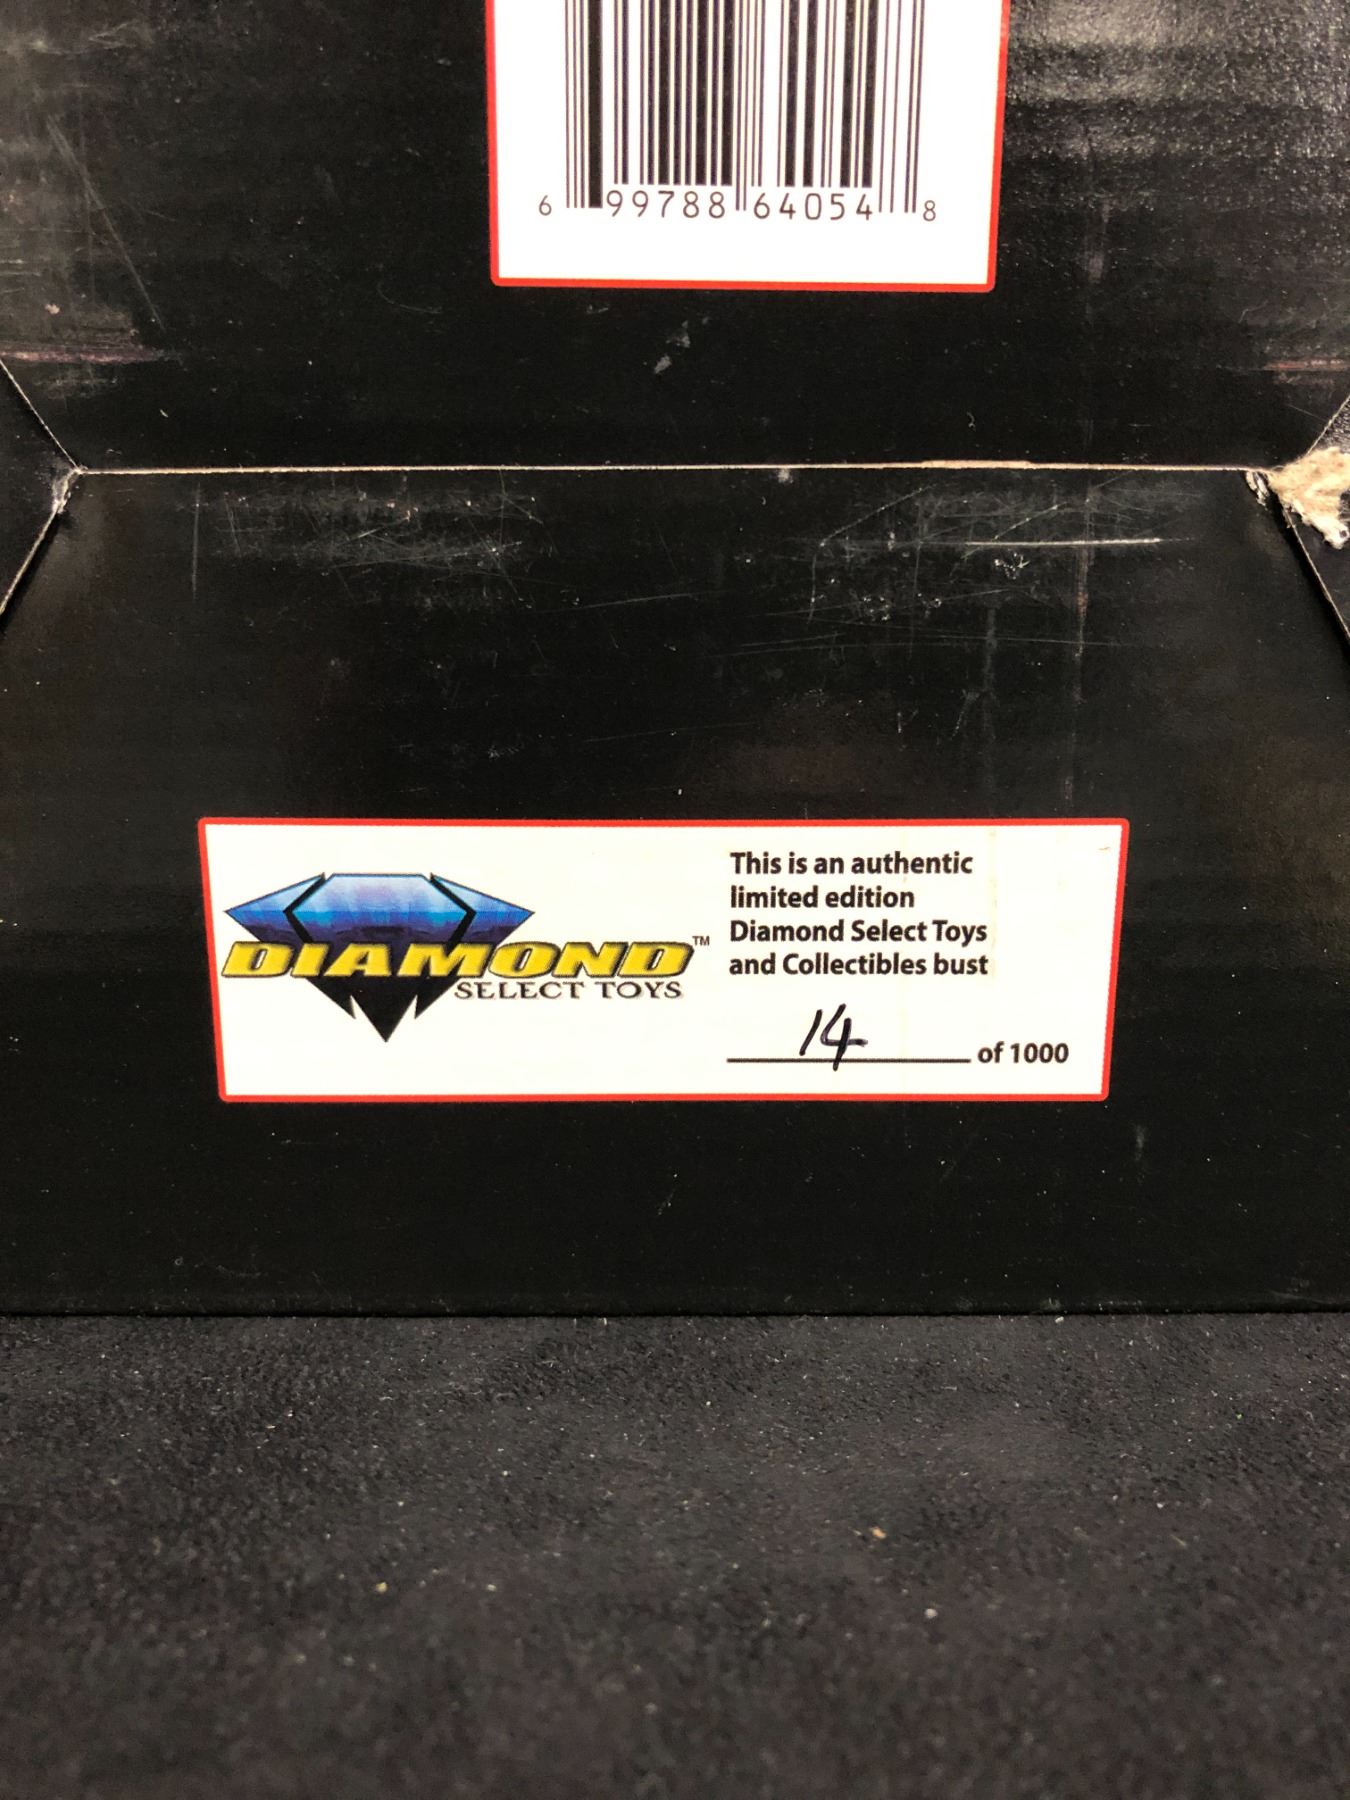 6 99788 64054 8
DIAMOND™
SELECT TOYS
This is an authentic
limited edition
Diamond Select Toys
and Collectibles bust
14 of 1000